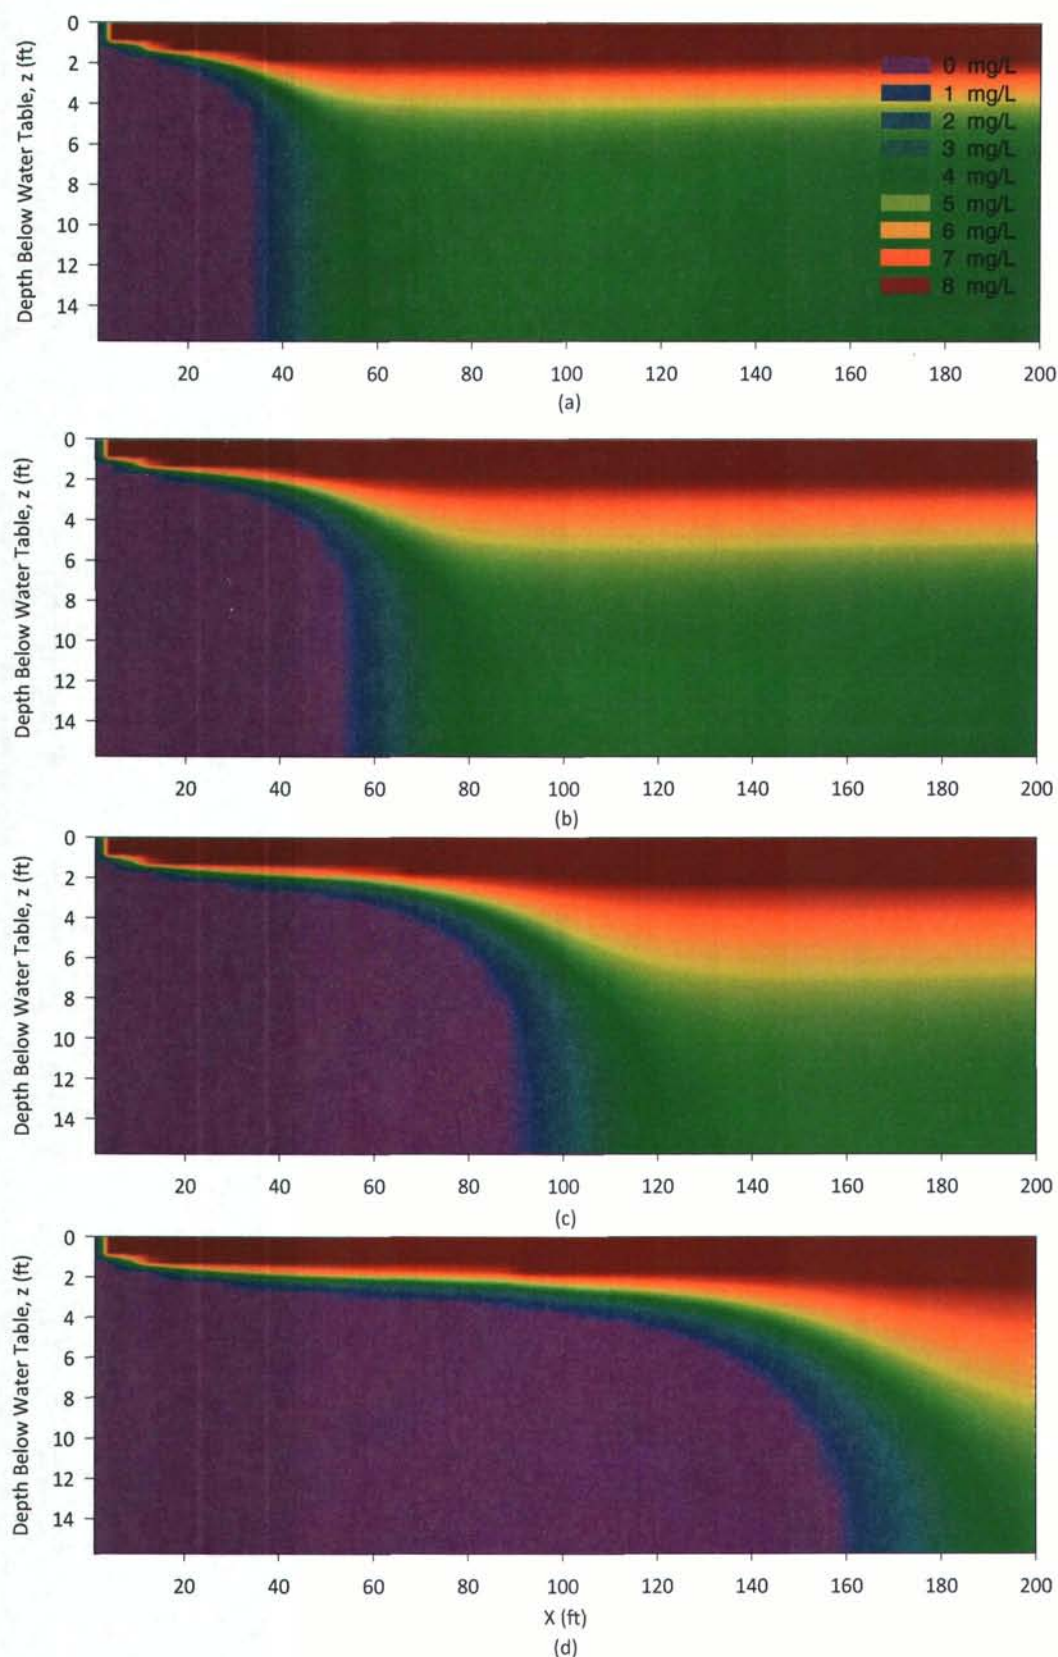 Depth Below Water Table, z (ft)
0
2
4
6
8
10
12
14
0 mg/L
1 mg/L
2 mg/L
3 mg/L
4 mg/L
5 mg/L
6 mg/L
7 mg/L
8 mg/L
20 40 60 80 100 120 140 160 180 200
(a)
Depth Below Water Table, z (ft)
0
2
4
6
8
10
12
14
20 40 60 80 100 120 140 160 180 200
(b)
Depth Below Water Table, z (ft)
0
2
4
6
8
10
12
14
20 40 60 80 100 120 140 160 180 200
(c)
Depth Below Water Table, z (ft)
0
2
4
6
8
10
12
14
20 40 60 80 100 120 140 160 180 200
X (ft)
(d)